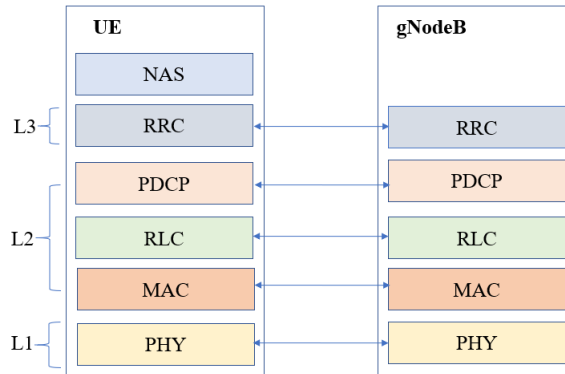 UE
gNodeB
NAS
L3
RRC
RRC
PDCP
PDCP
L2
RLC
RLC
MAC
MAC
L1
PHY
PHY